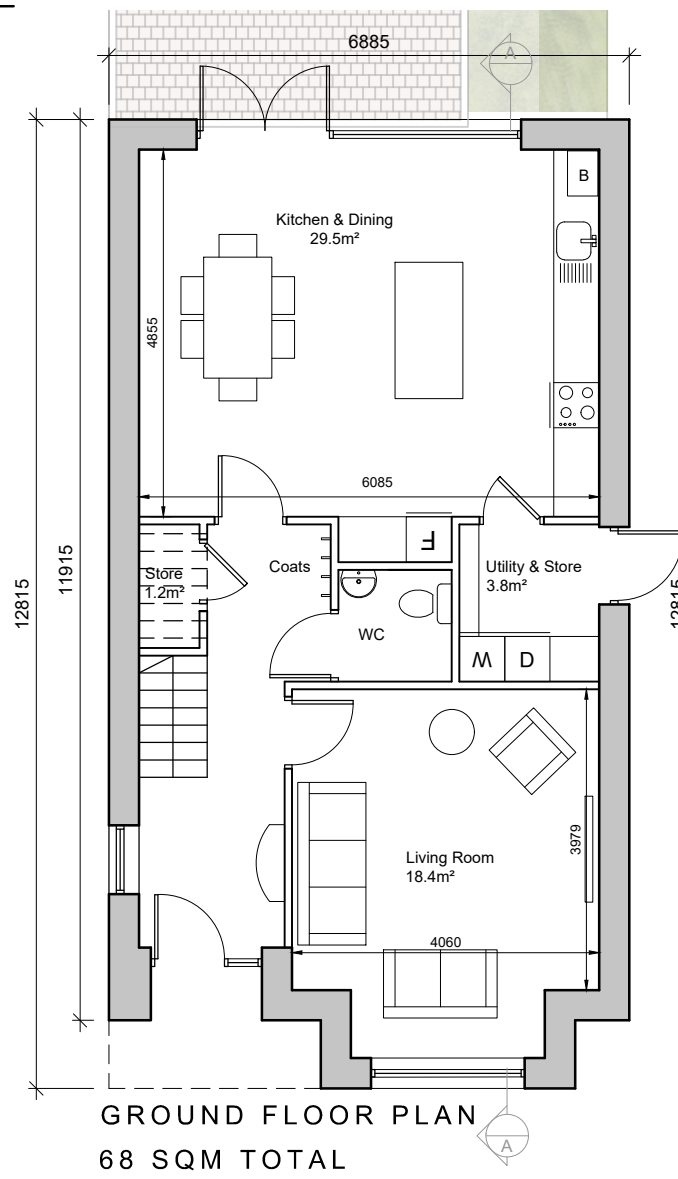 6885
A
B
Kitchen & Dining
29.5m²
4855
6085
F
Store
1.2m²
Coats
Utility & Store
3.8m²
WC
W D
12815
11915
12815
Living Room
18.4m²
3979
4060
GROUND FLOOR PLAN
A
68 SQM TOTAL